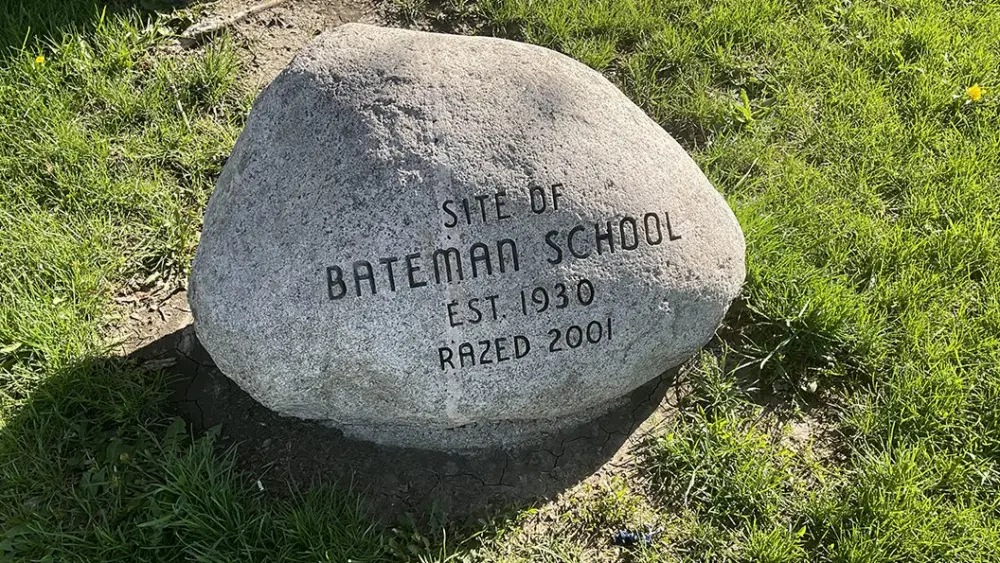 SITE OF
BATEMAN SCHOOL
EST. 1930
RAZED 2001